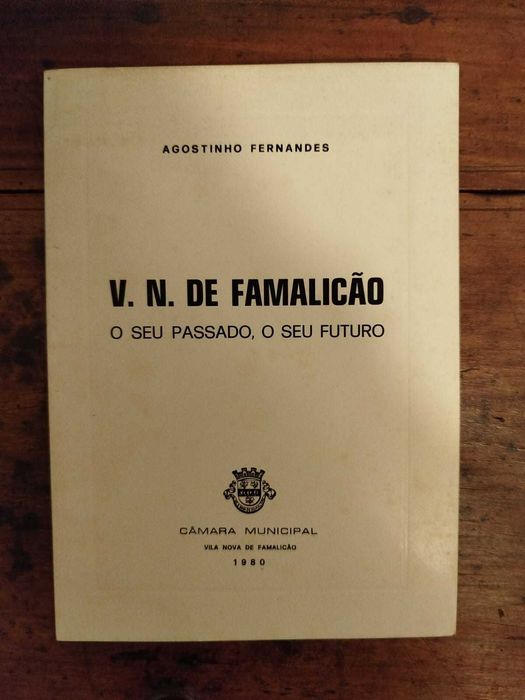 AGOSTINHO FERNANDES
V. N. DE FAMALICÃO
O SEU PASSADO, O SEU FUTURO
CÂMARA MUNICIPAL
VILA NOVA DE FAMALICÃO
1980